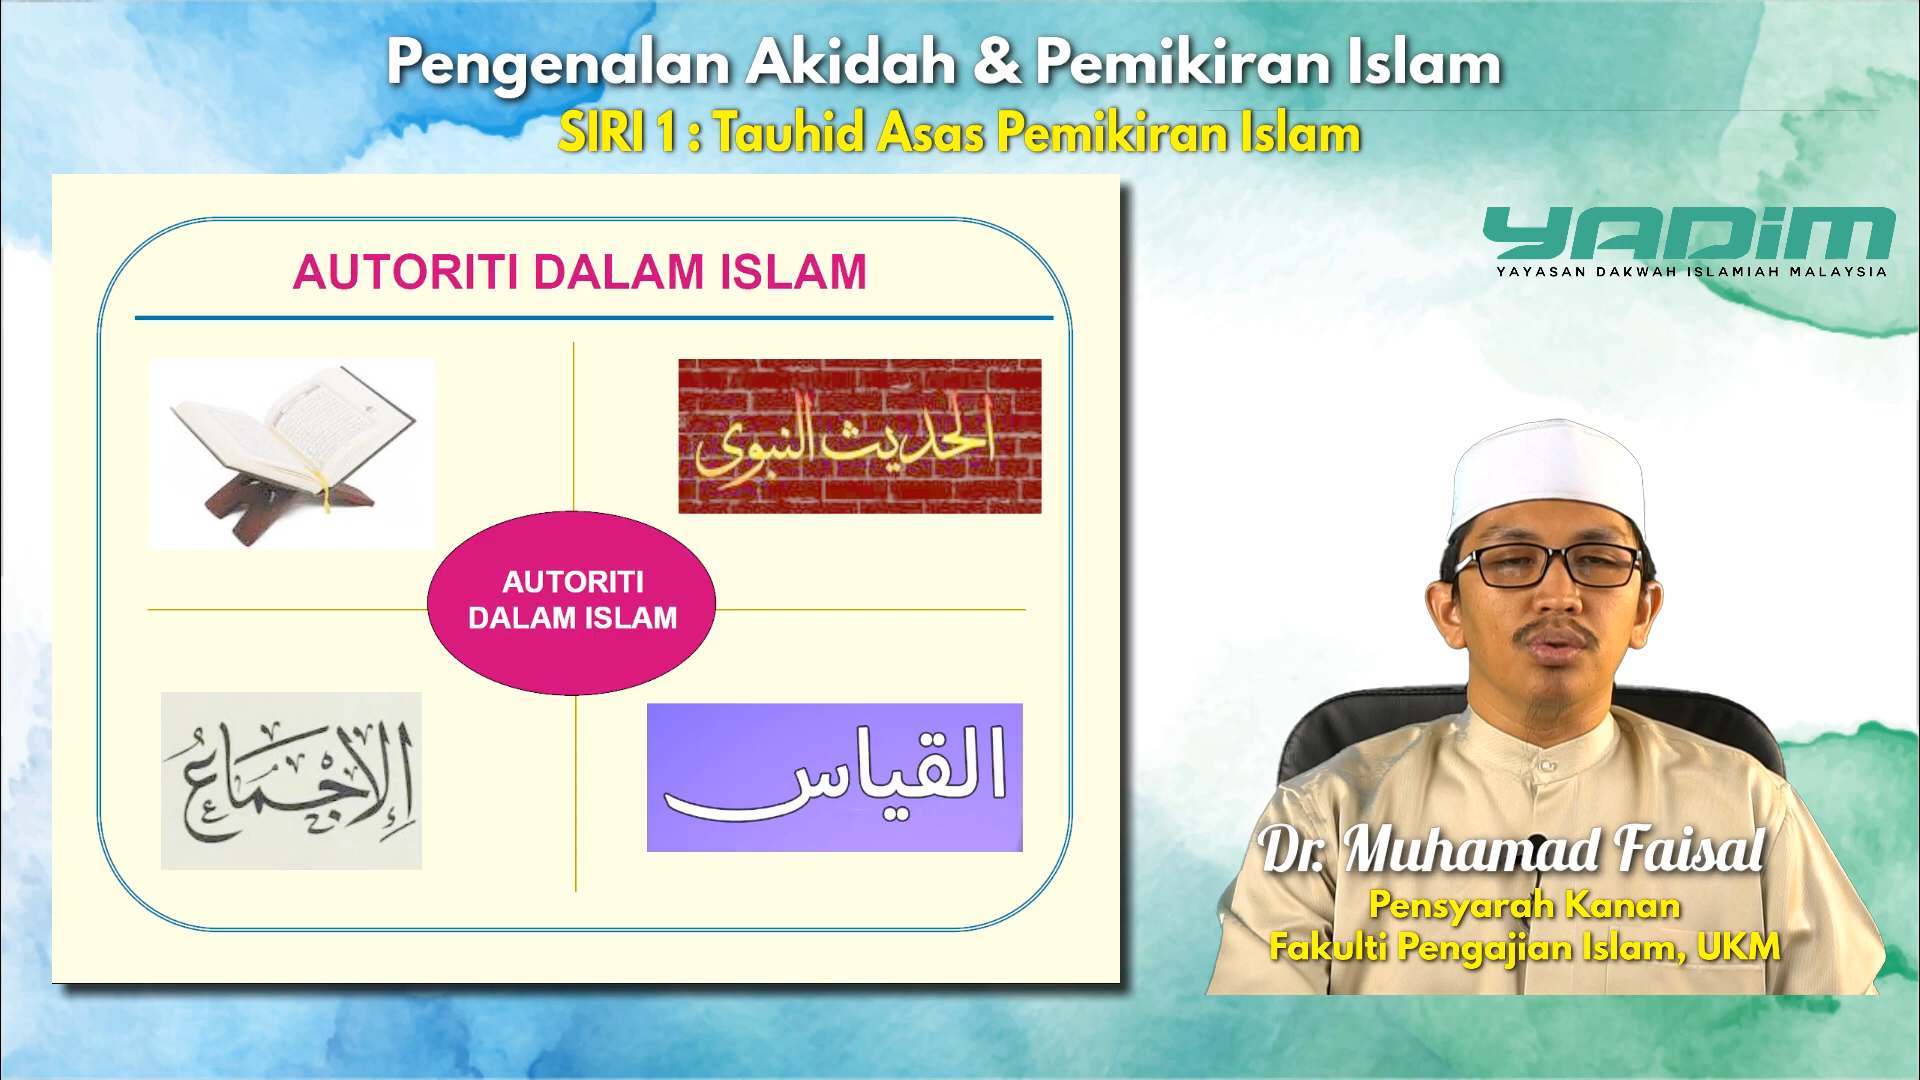 Pengenalan Akidah & Pemikiran Islam
SIRI 1 : Tauhid Asas Pemikiran Islam
YADiM
YAYASAN DAKWAH ISLAMIAH MALAYSIA
AUTORITI DALAM ISLAM
الحديث النبوي
AUTORITI
DALAM ISLAM
الإجماع
القياس
Dr. Muhamad Faisal
Pensyarah Kanan
Fakulti Pengajian Islam, UKM